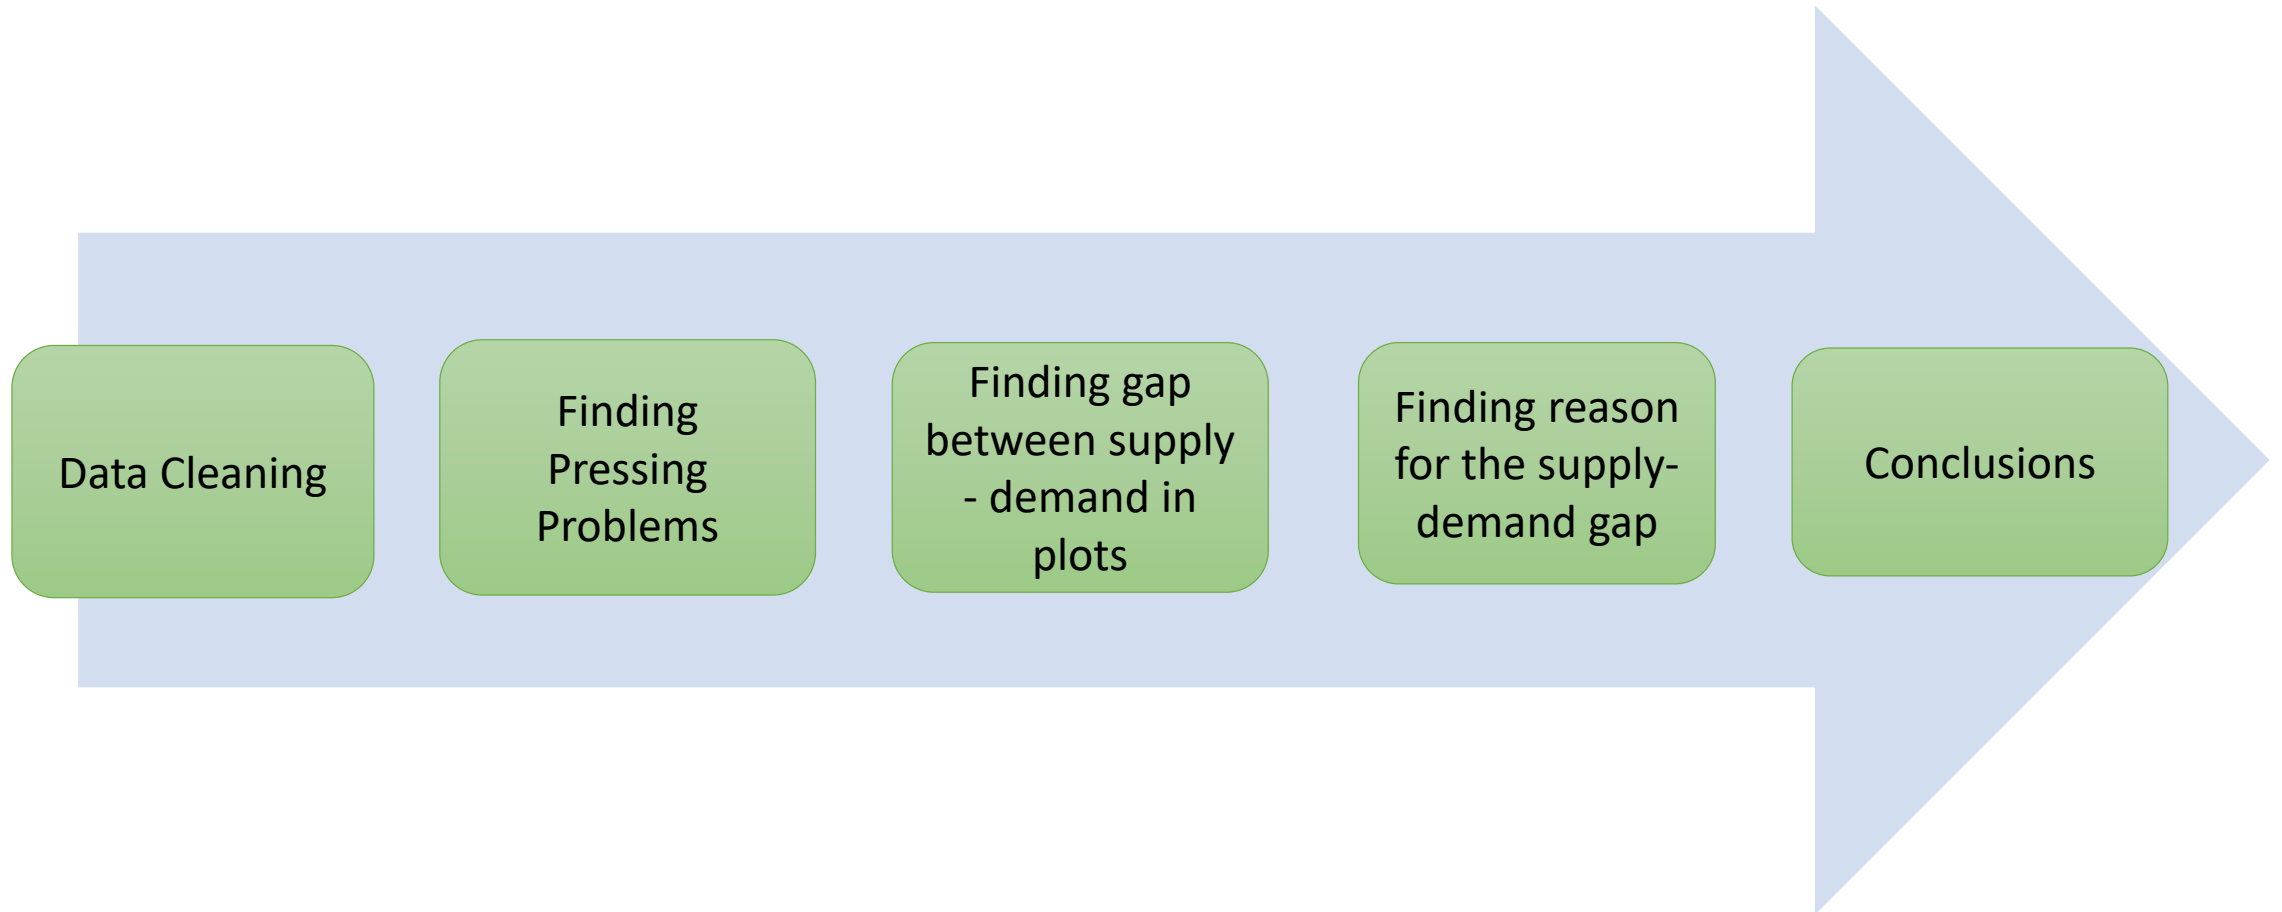 Data Cleaning
Finding
Pressing
Problems
Finding gap
between supply
- demand in
plots
Finding reason
for the supply-
demand gap
Conclusions